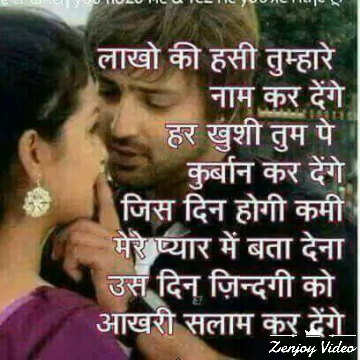 लाखो की हसी तुम्हारे
नाम कर देंगे
हर खुशी तुम पे
कुर्बान कर देंगे
जिस दिन होगी कमी
मेरे प्यार में बता देना
उस दिन ज़िन्दगी को
आखरी सलाम कर देंगे
Zenjoy Video